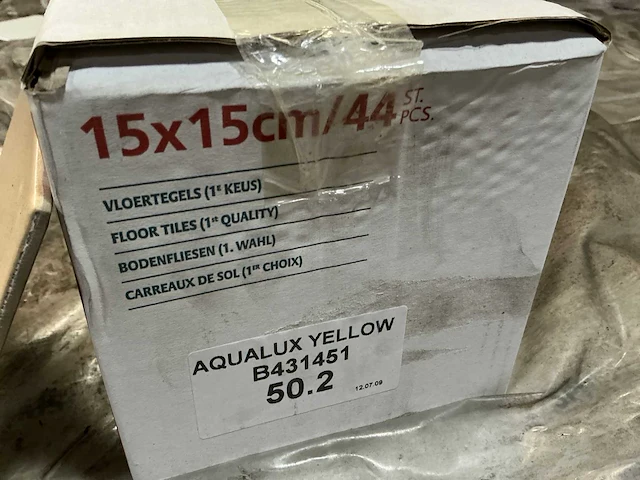 15x15cm/44 ST. PCS.
VLOERTEGELS (1E KEUS)
FLOOR TILES (1st QUALITY)
BODENFLIESEN (1. WAHL)
CARREAUX DE SOL (1ER CHOIX)
AQUALUX YELLOW
B431451
50.2
12.07.09